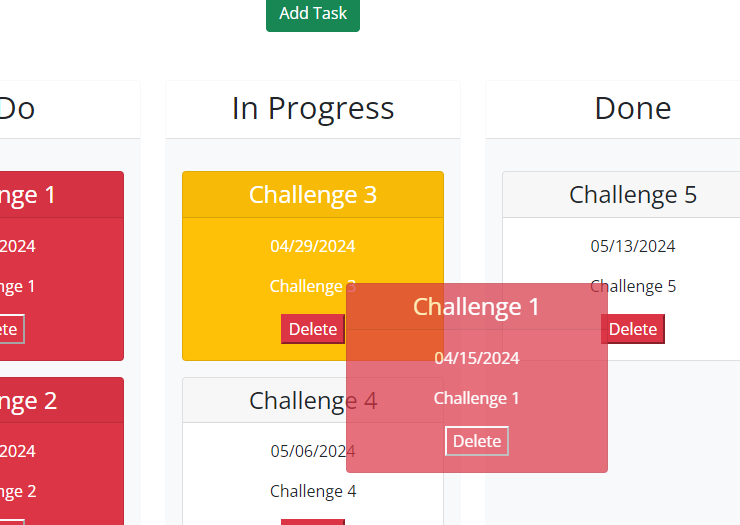 Add Task
Do
In Progress
Done
nge 1
2024
nge 1
ete
nge 2
2024
nge 2
Challenge 3
04/29/2024
Challenge 3
Delete
Challenge 4
05/06/2024
Challenge 4
Challenge 1
04/15/2024
Challenge 1
Delete
Challenge 5
05/13/2024
Challenge 5
Delete